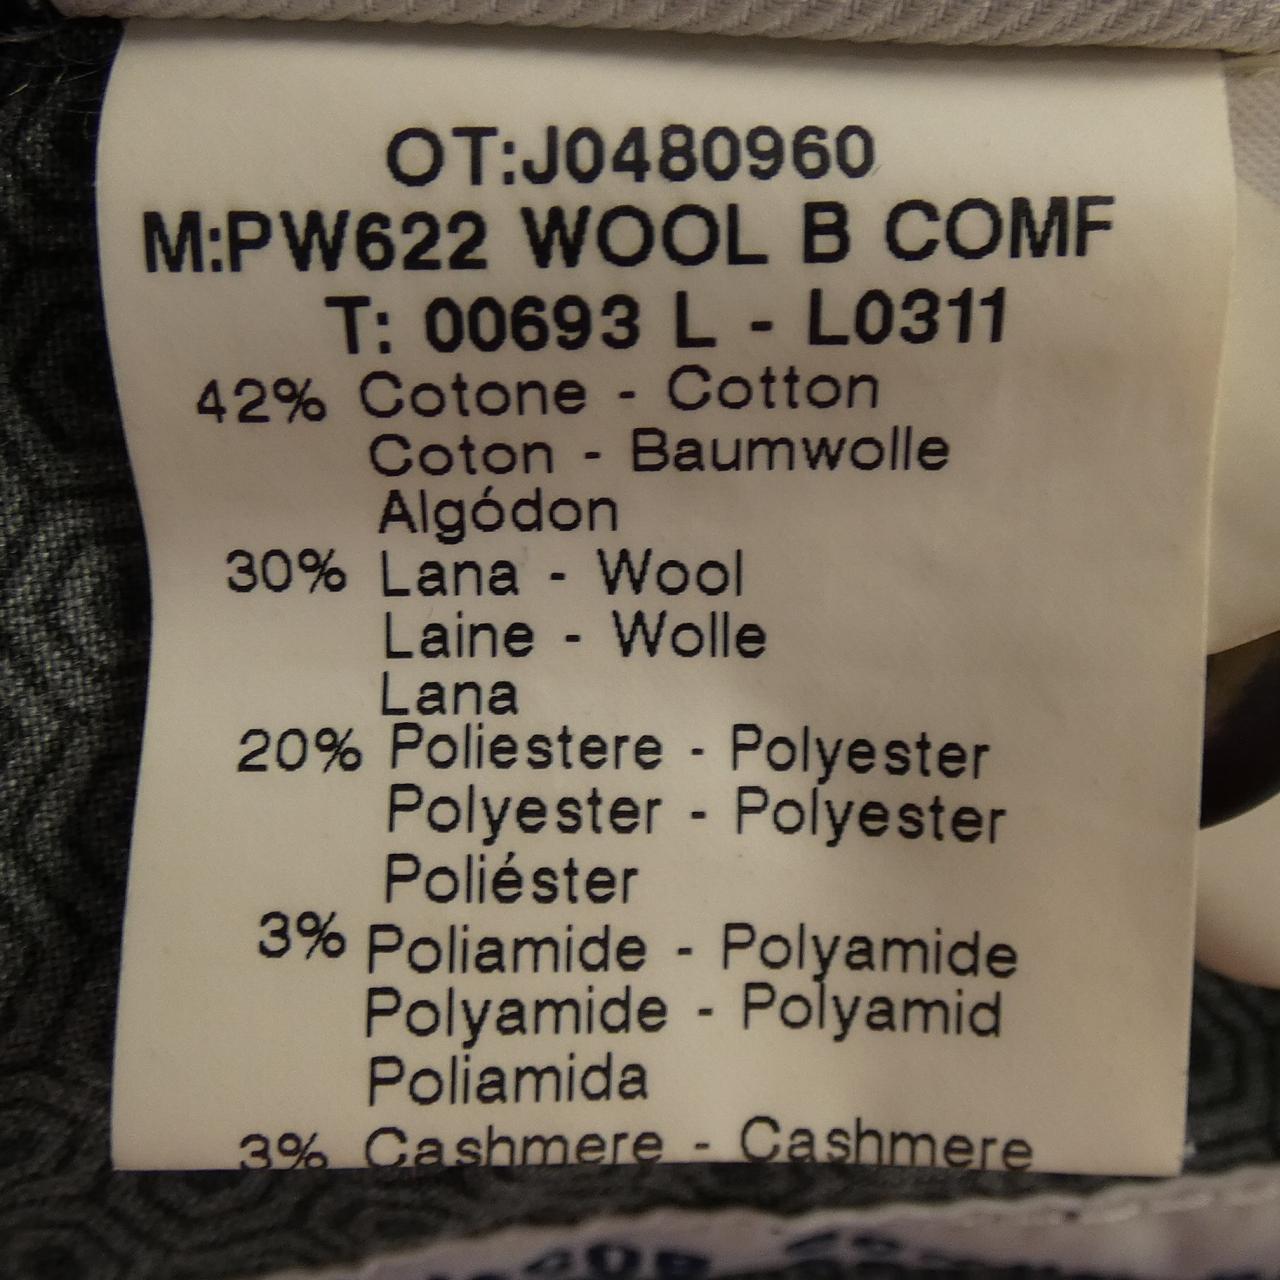 OT:J0480960
M:PW622 WOOL B COMF
T: 00693 L - L0311
42% Cotone - Cotton
Coton - Baumwolle
Algódon
30% Lana - Wool
Laine - Wolle
Lana
20% Poliestere - Polyester
Polyester - Polyester
Poliéster
3% Poliamide - Polyamide
Polyamide - Polyamid
Poliamida
3% Cashmere - Cashmere